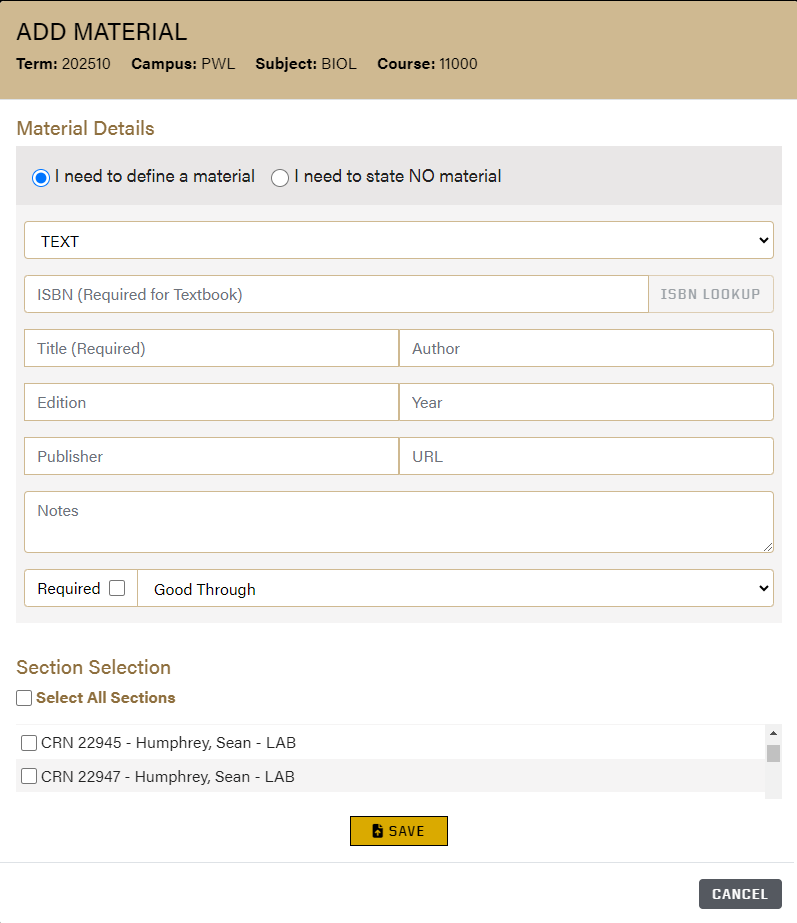 ADD MATERIAL
Term: 202510 Campus: PWL Subject: BIOL Course: 11000
Material Details
I need to define a material I need to state NO material
TEXT
ISBN (Required for Textbook) ISBN LOOKUP
Title (Required) Author
Edition Year
Publisher URL
Notes
Required Good Through
Section Selection
Select All Sections
CRN 22945 - Humphrey, Sean - LAB
CRN 22947 - Humphrey, Sean - LAB
SAVE
CANCEL